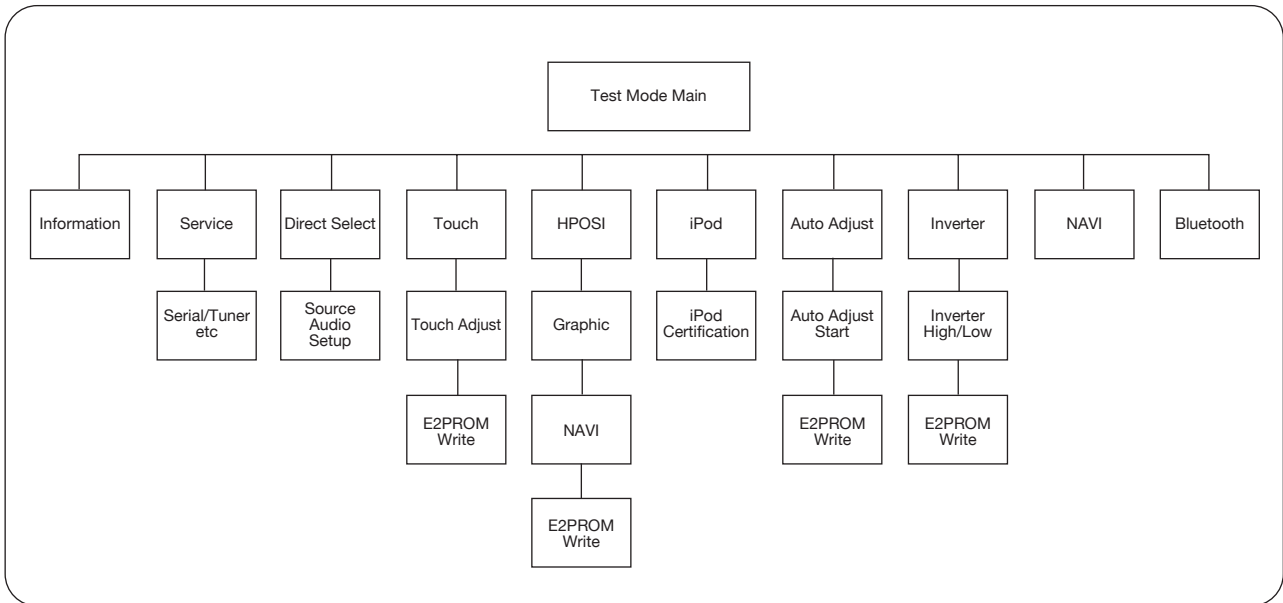 Test Mode Main
Information
Service
Direct Select
Touch
HPOSI
iPod
Auto Adjust
Inverter
NAVI
Bluetooth
Serial/Tuner
etc
Source
Audio
Setup
Touch Adjust
Graphic
iPod
Certification
Auto Adjust
Start
Inverter
High/Low
E2PROM
Write
NAVI
E2PROM
Write
E2PROM
Write
E2PROM
Write